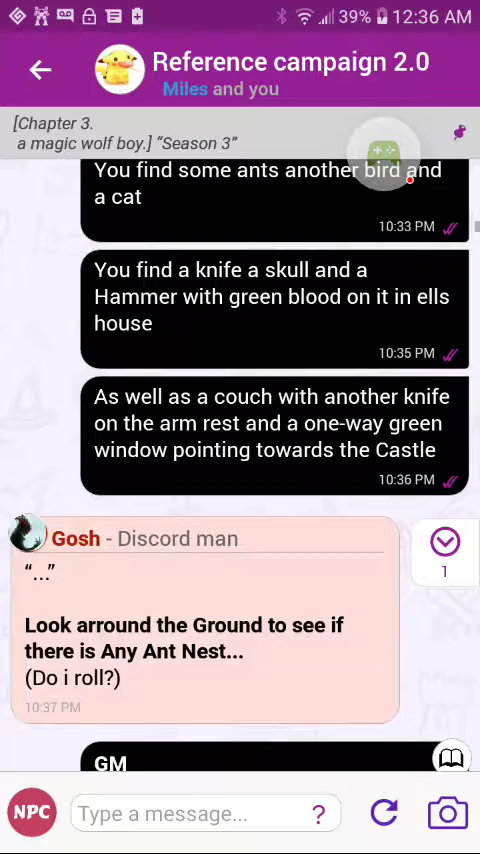 39% 12:36 AM
Reference campaign 2.0
Miles and you
[Chapter 3.
a magic wolf boy.] “Season 3”
You find some ants another bird and
a cat
10:33 PM
You find a knife a skull and a
Hammer with green blood on it in ells
house
10:35 PM
As well as a couch with another knife
on the arm rest and a one-way green
window pointing towards the Castle
10:36 PM
Gosh - Discord man
“...”
Look arround the Ground to see if
there is Any Ant Nest...
(Do i roll?)
10:37 PM
1
GM
NPC
Type a message... ?